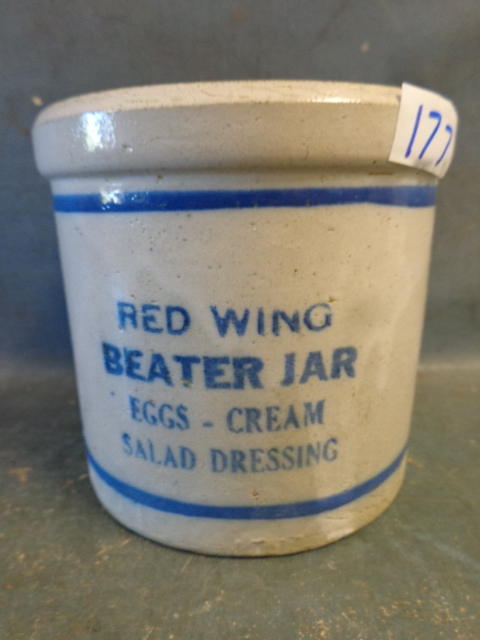 177
RED WING
BEATER JAR
EGGS - CREAM
SALAD DRESSING